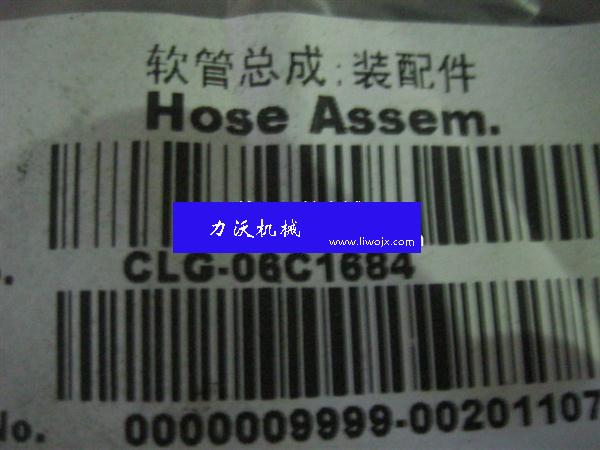 软管总成;装配件
Hose Assem.
力沃机械
www.liwojx.com
CLG-06C1684
No. 0000009999-00201107